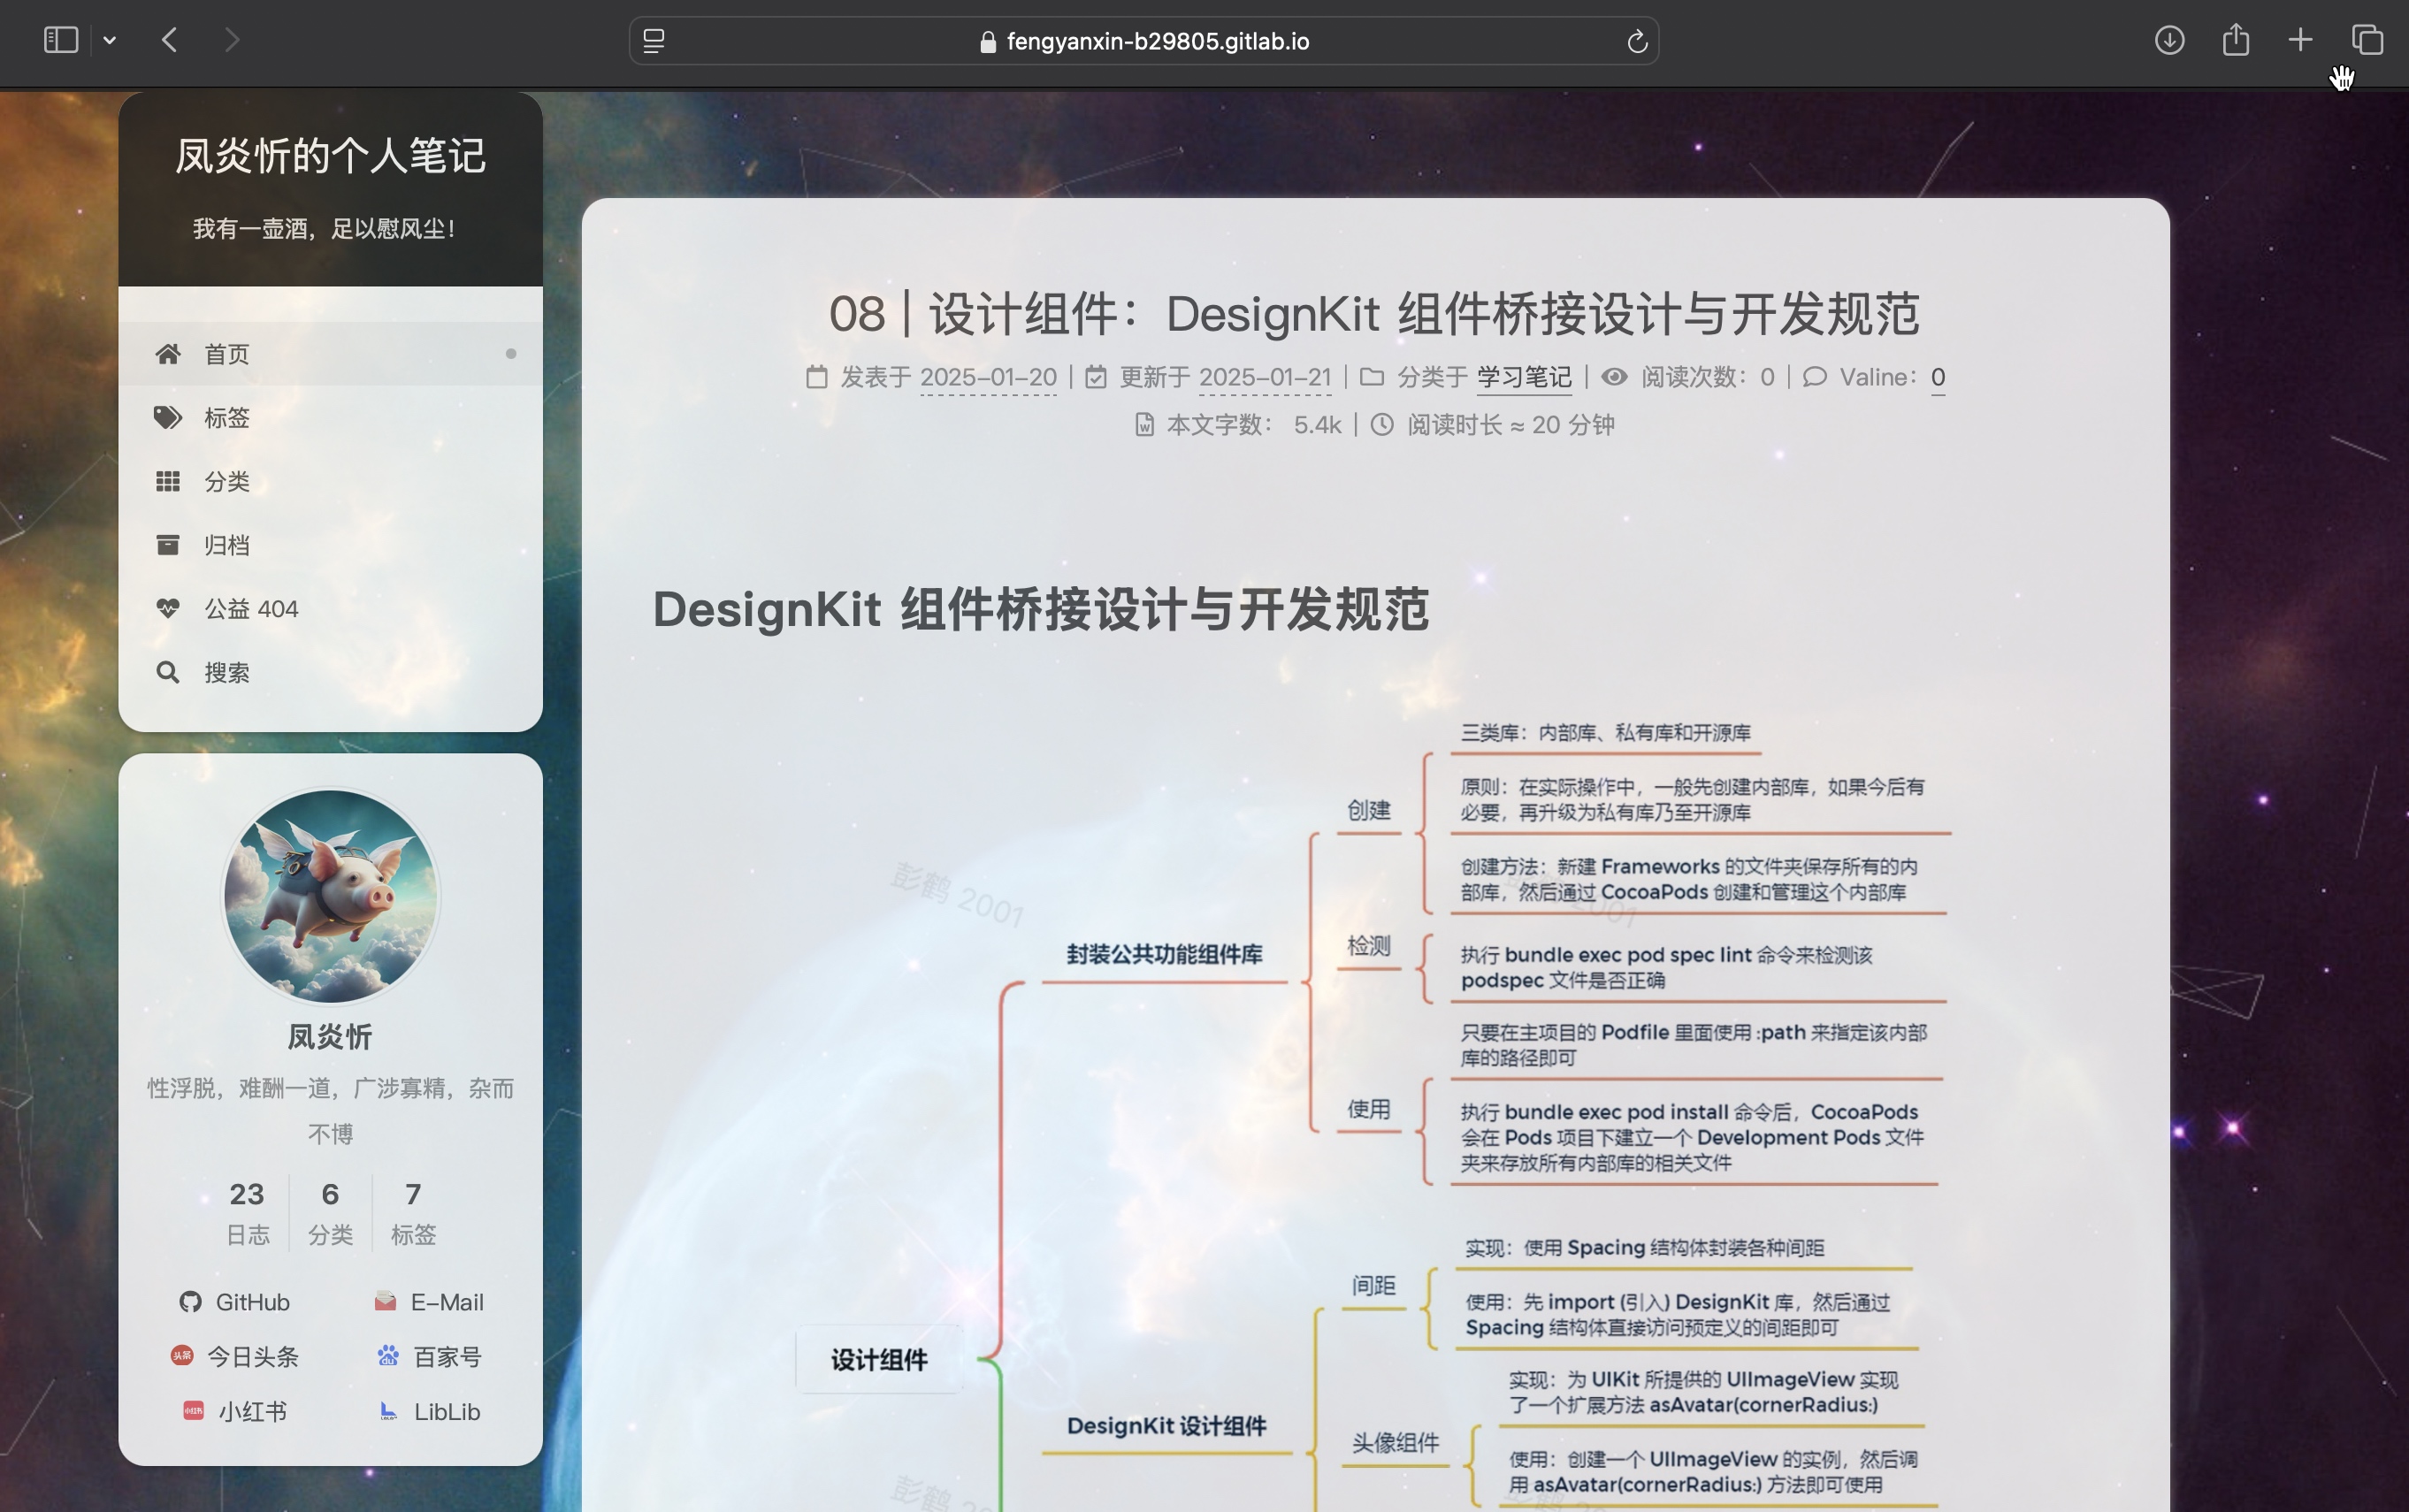 fengyanxin-b29805.gitlab.io
凤炎忻的个人笔记
我有一壶酒，足以慰风尘！
首页
标签
分类
归档
公益 404
搜索
凤炎忻
性浮脱，难酬一道，广涉寡精，杂而
不博
23 6 7
日志 分类 标签
GitHub E-Mail
头条 今日头条 du 百家号
小红书 小红书 LibLib
08 | 设计组件：DesignKit 组件桥接设计与开发规范
发表于 2025-01-20 | 更新于 2025-01-21 | 分类于 学习笔记 | 阅读次数：0 | Valine：0
本文字数： 5.4k | 阅读时长 ≈ 20 分钟
DesignKit 组件桥接设计与开发规范
设计组件
封装公共功能组件库
创建
三类库：内部库、私有库和开源库
原则：在实际操作中，一般先创建内部库，如果今后有
必要，再升级为私有库乃至开源库
创建方法：新建 Frameworks 的文件夹保存所有的内
部库，然后通过 CocoaPods 创建和管理这个内部库
检测
执行 bundle exec pod spec lint 命令来检测该
podspec 文件是否正确
使用
只要在主项目的 Podfile 里面使用 :path 来指定该内部
库的路径即可
执行 bundle exec pod install 命令后，CocoaPods
会在 Pods 项目下建立一个 Development Pods 文件
夹来存放所有内部库的相关文件
DesignKit 设计组件
间距
实现：使用 Spacing 结构体封装各种间距
使用：先 import (引入) DesignKit 库，然后通过
Spacing 结构体直接访问预定义的间距即可
头像组件
实现：为 UIKit 所提供的 UIImageView 实现
了一个扩展方法 asAvatar(cornerRadius:)
使用：创建一个 UIImageView 的实例，然后调
用 asAvatar(cornerRadius:) 方法即可使用
彭鹤 2001
彭鹤 2001
彭鹤 20